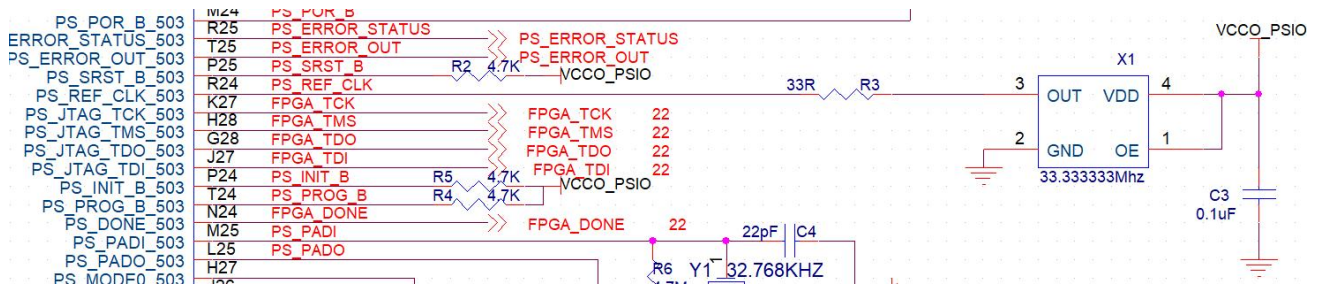 PS_POR_B_503 M24 PS_POR_B
ERROR_STATUS_503 R25 PS_ERROR_STATUS PS_ERROR_STATUS
PS_ERROR_OUT_503 T25 PS_ERROR_OUT PS_ERROR_OUT
PS_SRST_B_503 P25 PS_SRST_B R2 4.7K VCCO_PSIO
PS_REF_CLK_503 R24 PS_REF_CLK 33R R3
PS_JTAG_TCK_503 K27 FPGA_TCK FPGA_TCK 22
PS_JTAG_TMS_503 H28 FPGA_TMS FPGA_TMS 22
PS_JTAG_TDO_503 G28 FPGA_TDO FPGA_TDO 22
PS_JTAG_TDI_503 J27 FPGA_TDI FPGA_TDI 22
PS_INIT_B_503 P24 PS_INIT_B R5 4.7K VCCO_PSIO
PS_PROG_B_503 T24 PS_PROG_B R4 4.7K
PS_DONE_503 N24 FPGA_DONE FPGA_DONE 22
PS_PADI_503 M25 PS_PADI 22pF C4
PS_PADO_503 L25 PS_PADO
PS_MODE0_503 H27
R6 Y1 1 32.768KHZ
VCCO_PSIO
X1
3 OUT VDD 4
2 GND OE 1
33.333333Mhz
C3
0.1uF